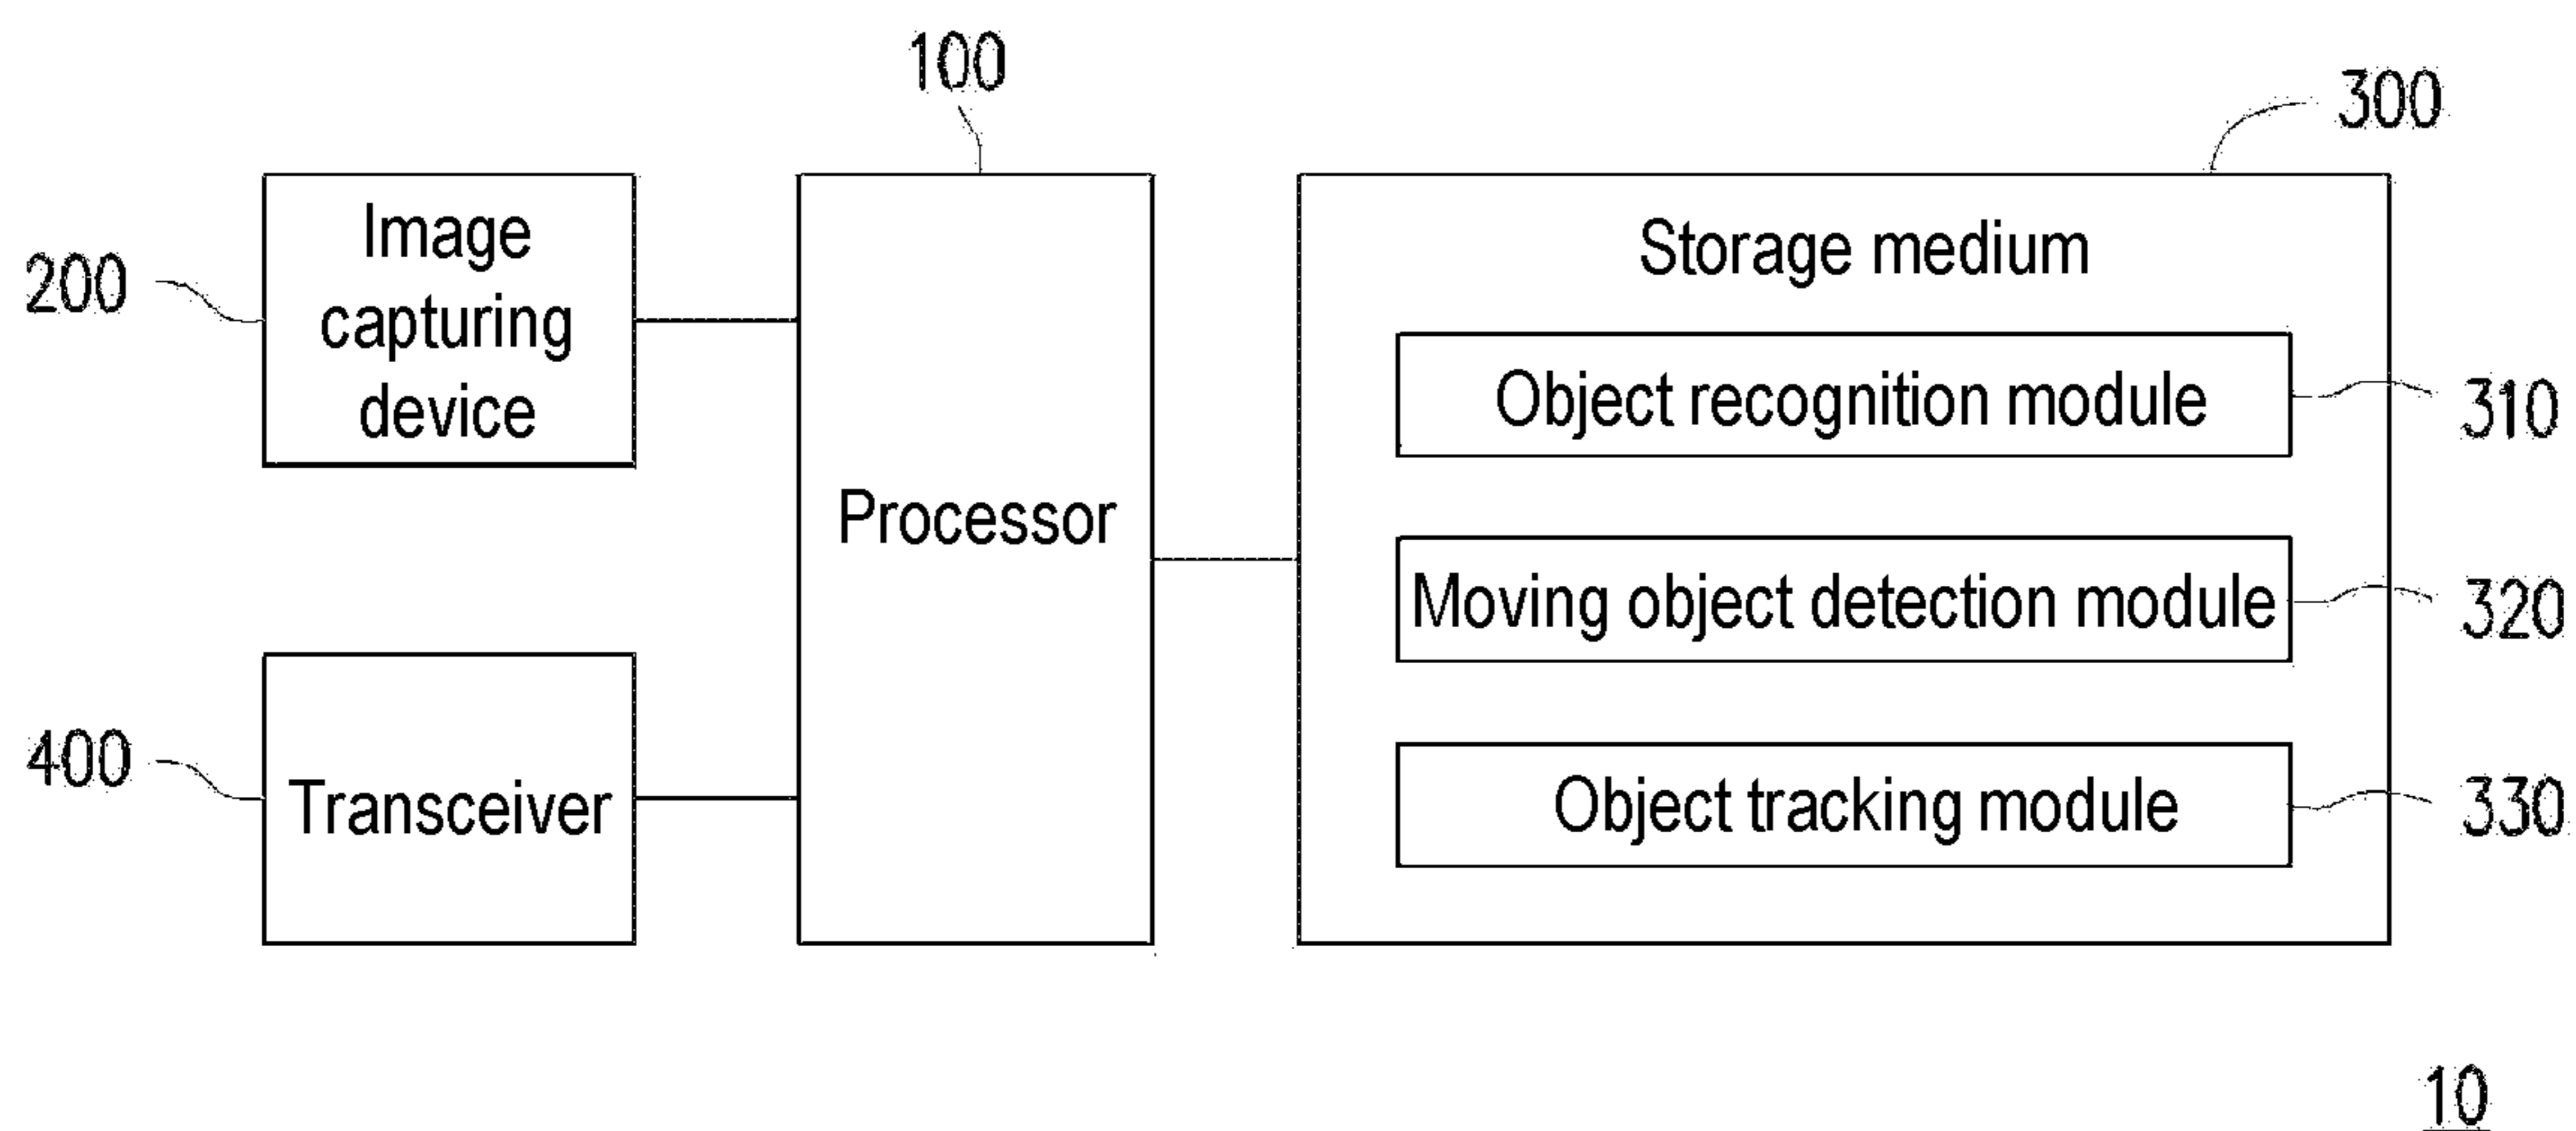 100
300
200
Image
capturing
device
Processor
Storage medium
Object recognition module
310
Moving object detection module
320
400
Transceiver
Object tracking module
330
10